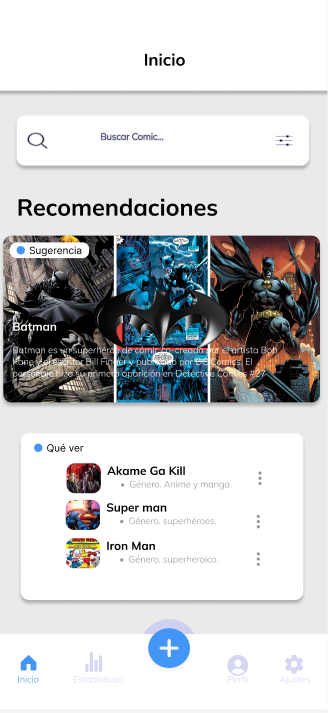 Inicio
Buscar Comic...
Recomendaciones
Sugerencia
Batman
Batman es un superhéroe de cómic co-creado por el artista Bob
Kane y el escritor Bill Finger y publicado por DC Comics. El
personaje hizo su primera aparición en Detective Comics #27
Qué ver
Akame Ga Kill
• Género. Anime y manga.
Super man
• Género. superhéroes.
Iron Man
• Género. superheroico.
Inicio
Estadísticas
Perfil
Ajustes